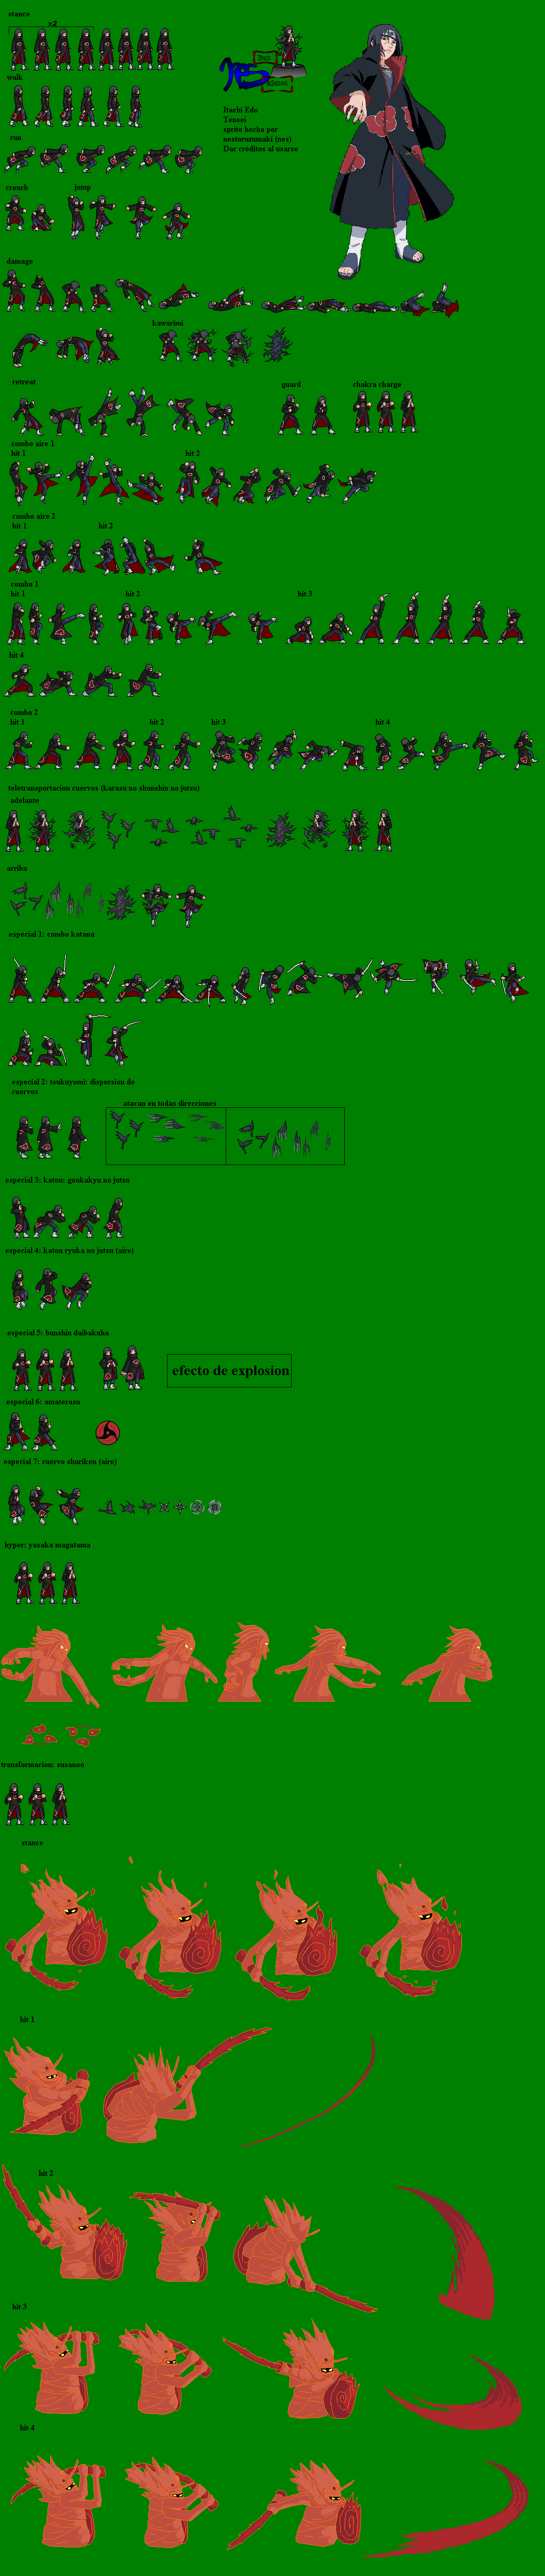 stance
x2
walk
run
Itachi Edo
Tensei
sprite hecho por
nestoruzumaki (nes)
Dar creditos al usarse
crouch
jump
damage
kawarimi
retreat
guard
chakra charge
combo aire 1
hit 1
hit 2
combo aire 2
hit 1
hit 2
combo 1
hit 1
hit 2
hit 3
hit 4
combo 2
hit 1
hit 2
hit 3
hit 4
teletransportacion cuervos (karasu no shunshin no jutsu)
adelante
arriba
especial 1: combo katana
especial 2: tsukuyomi: dispersion de
cuervos
atacan en todas direcciones
especial 3: katon: goukakyu no jutsu
especial 4: katon ryuka no jutsu (aire)
especial 5: bunshin daibakuha
efecto de explosion
especial 6: amaterasu
especial 7: cuervo shuriken (aire)
hyper: yasaka magatama
transformacion: susanoo
stance
hit 1
hit 2
hit 3
hit 4